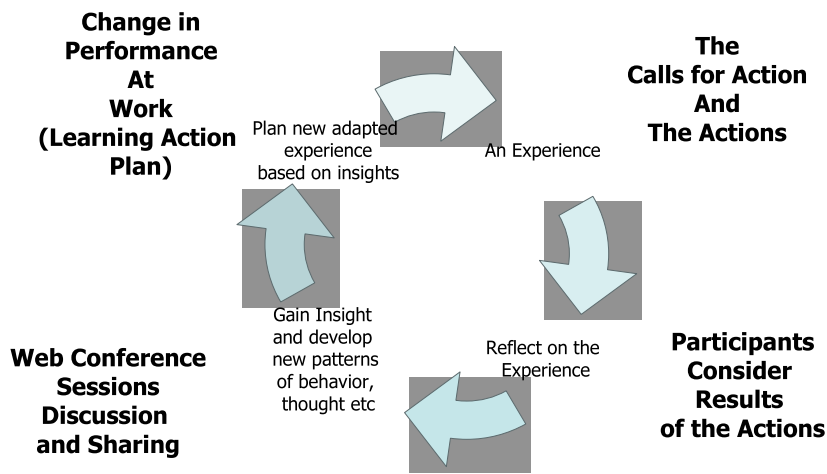 Change in
Performance
At
Work
(Learning Action
Plan)
Plan new adapted
experience
based on insights
An Experience
The
Calls for Action
And
The Actions
Gain Insight
and develop
new patterns
of behavior,
thought etc
Reflect on the
Experience
Web Conference
Sessions
Discussion
and Sharing
Participants
Consider
Results
of the Actions